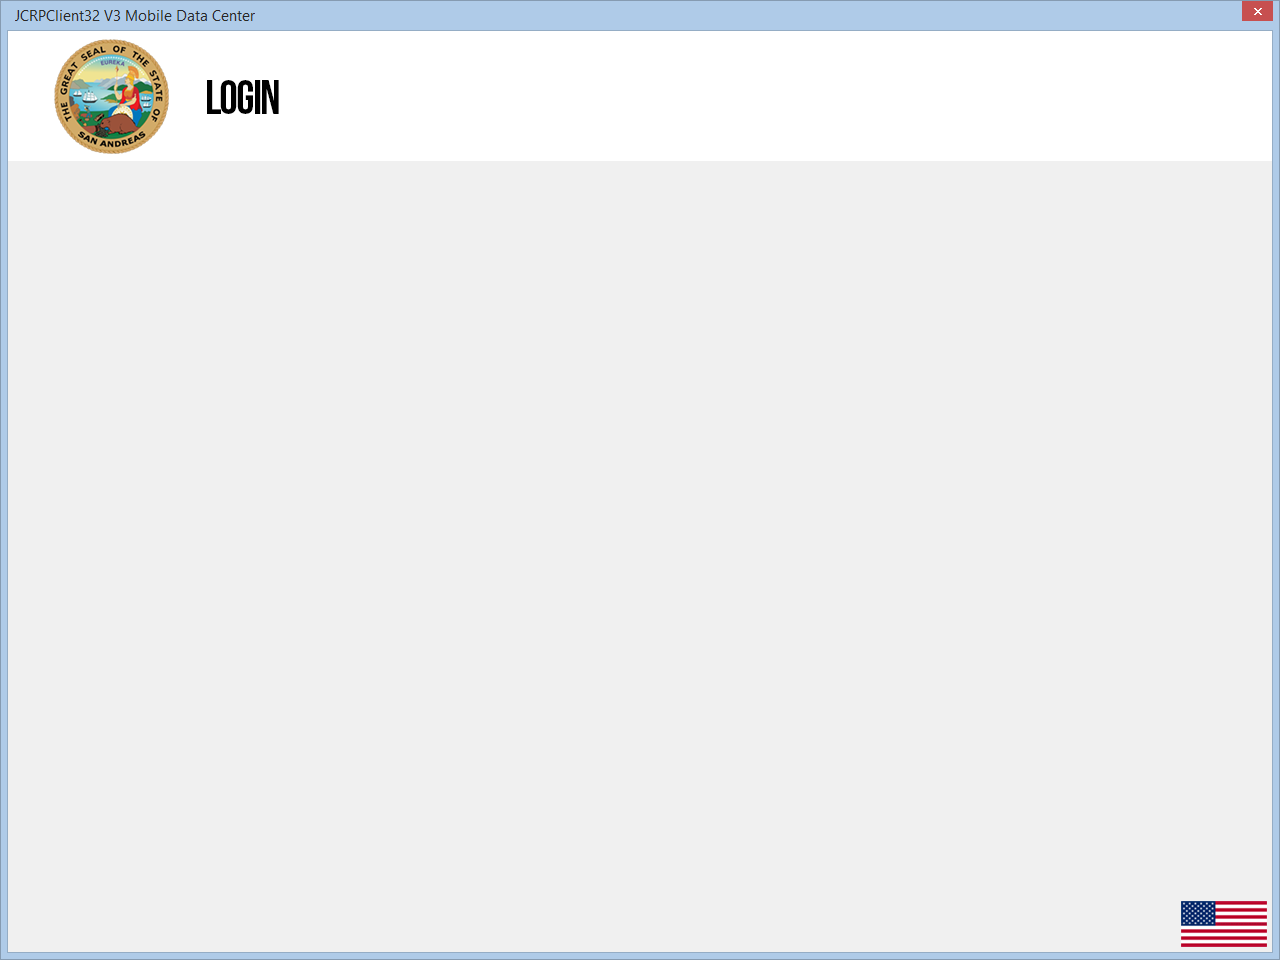 JCRPClient32 V3 Mobile Data Center
THE GREAT SEAL OF THE STATE OF
EUREKA
SAN ANDREAS
LOGIN